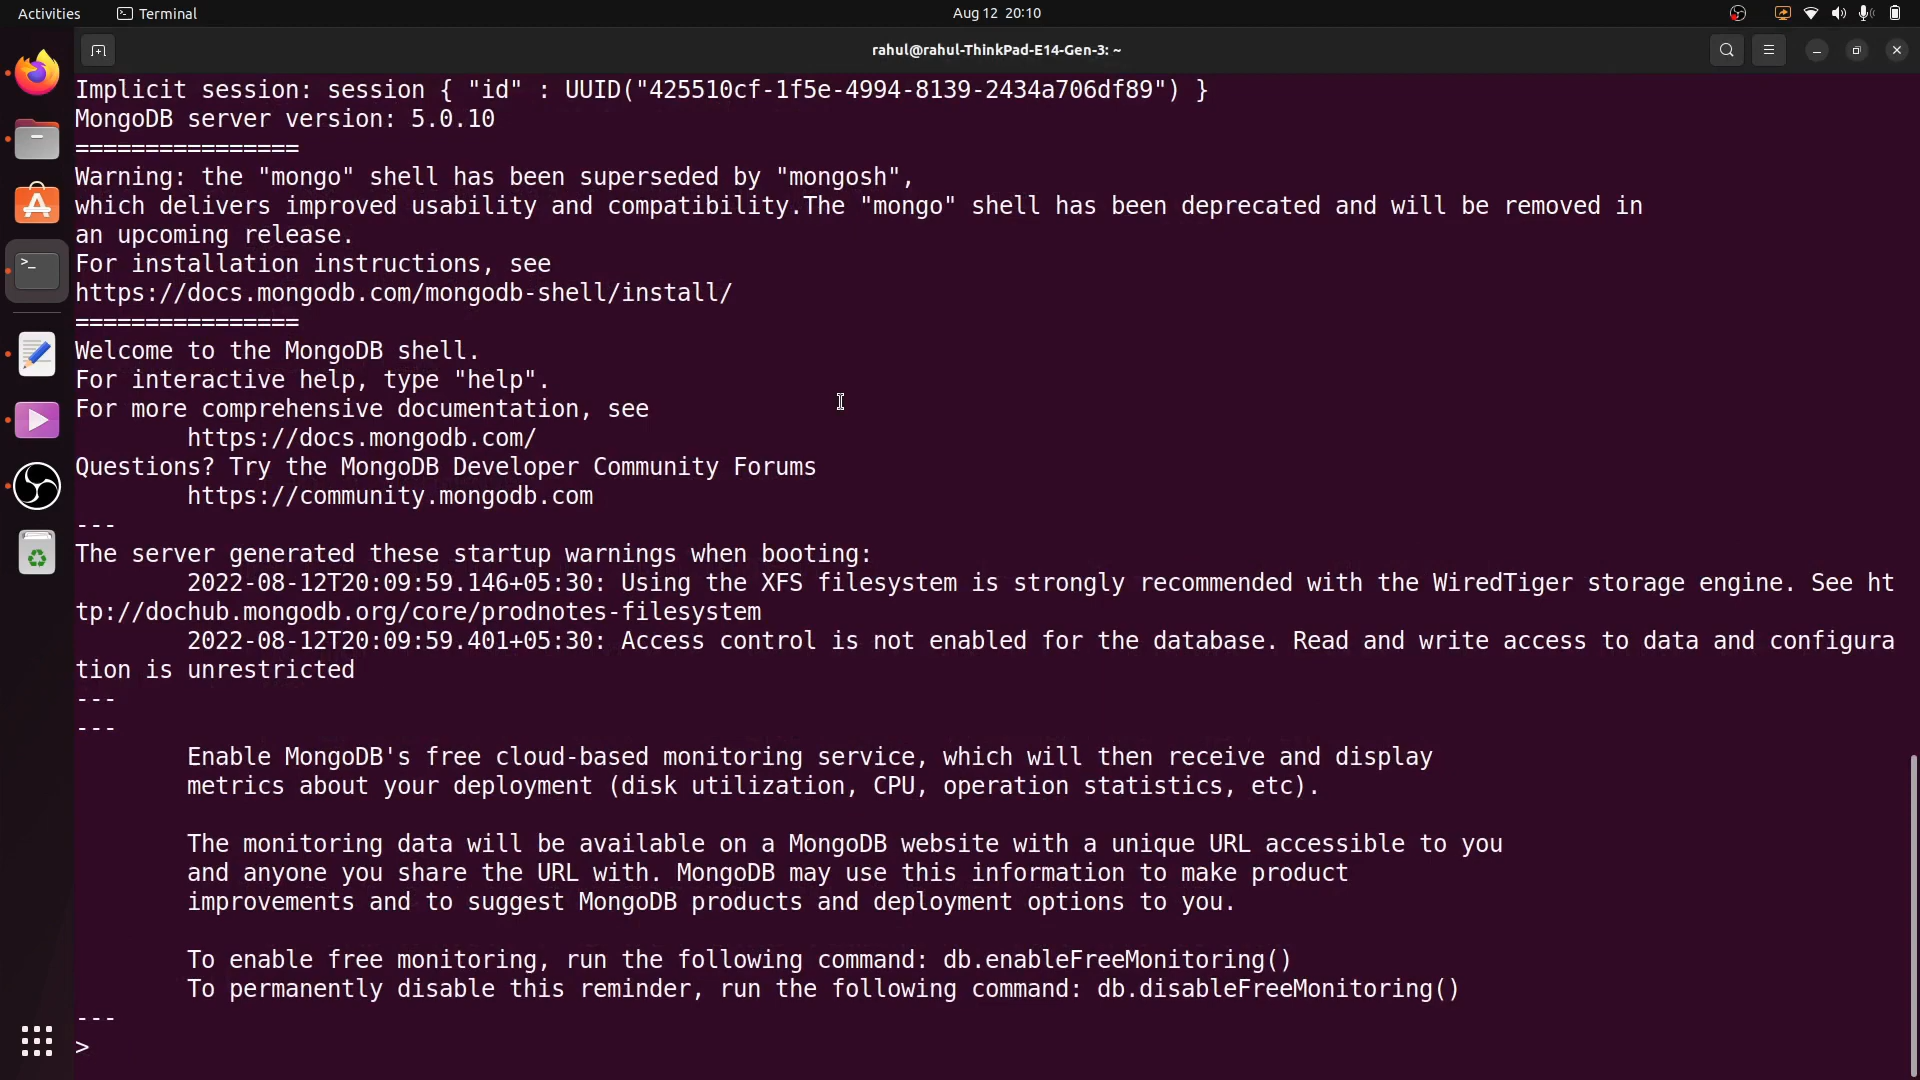 Activities
Terminal
Aug 12 20:10
rahul@rahul-ThinkPad-E14-Gen-3: ~
Implicit session: session { "id" : UUID("425510cf-1f5e-4994-8139-2434a706df89") }
MongoDB server version: 5.0.10
================
Warning: the "mongo" shell has been superseded by "mongosh",
which delivers improved usability and compatibility.The "mongo" shell has been deprecated and will be removed in
an upcoming release.
For installation instructions, see
https://docs.mongodb.com/mongodb-shell/install/
================
Welcome to the MongoDB shell.
For interactive help, type "help".
For more comprehensive documentation, see
https://docs.mongodb.com/
Questions? Try the MongoDB Developer Community Forums
https://community.mongodb.com
---
The server generated these startup warnings when booting:
2022-08-12T20:09:59.146+05:30: Using the XFS filesystem is strongly recommended with the WiredTiger storage engine. See ht
tp://dochub.mongodb.org/core/prodnotes-filesystem
2022-08-12T20:09:59.401+05:30: Access control is not enabled for the database. Read and write access to data and configura
tion is unrestricted
---
---
Enable MongoDB's free cloud-based monitoring service, which will then receive and display
metrics about your deployment (disk utilization, CPU, operation statistics, etc).
The monitoring data will be available on a MongoDB website with a unique URL accessible to you
and anyone you share the URL with. MongoDB may use this information to make product
improvements and to suggest MongoDB products and deployment options to you.
To enable free monitoring, run the following command: db.enableFreeMonitoring()
To permanently disable this reminder, run the following command: db.disableFreeMonitoring()
---
>